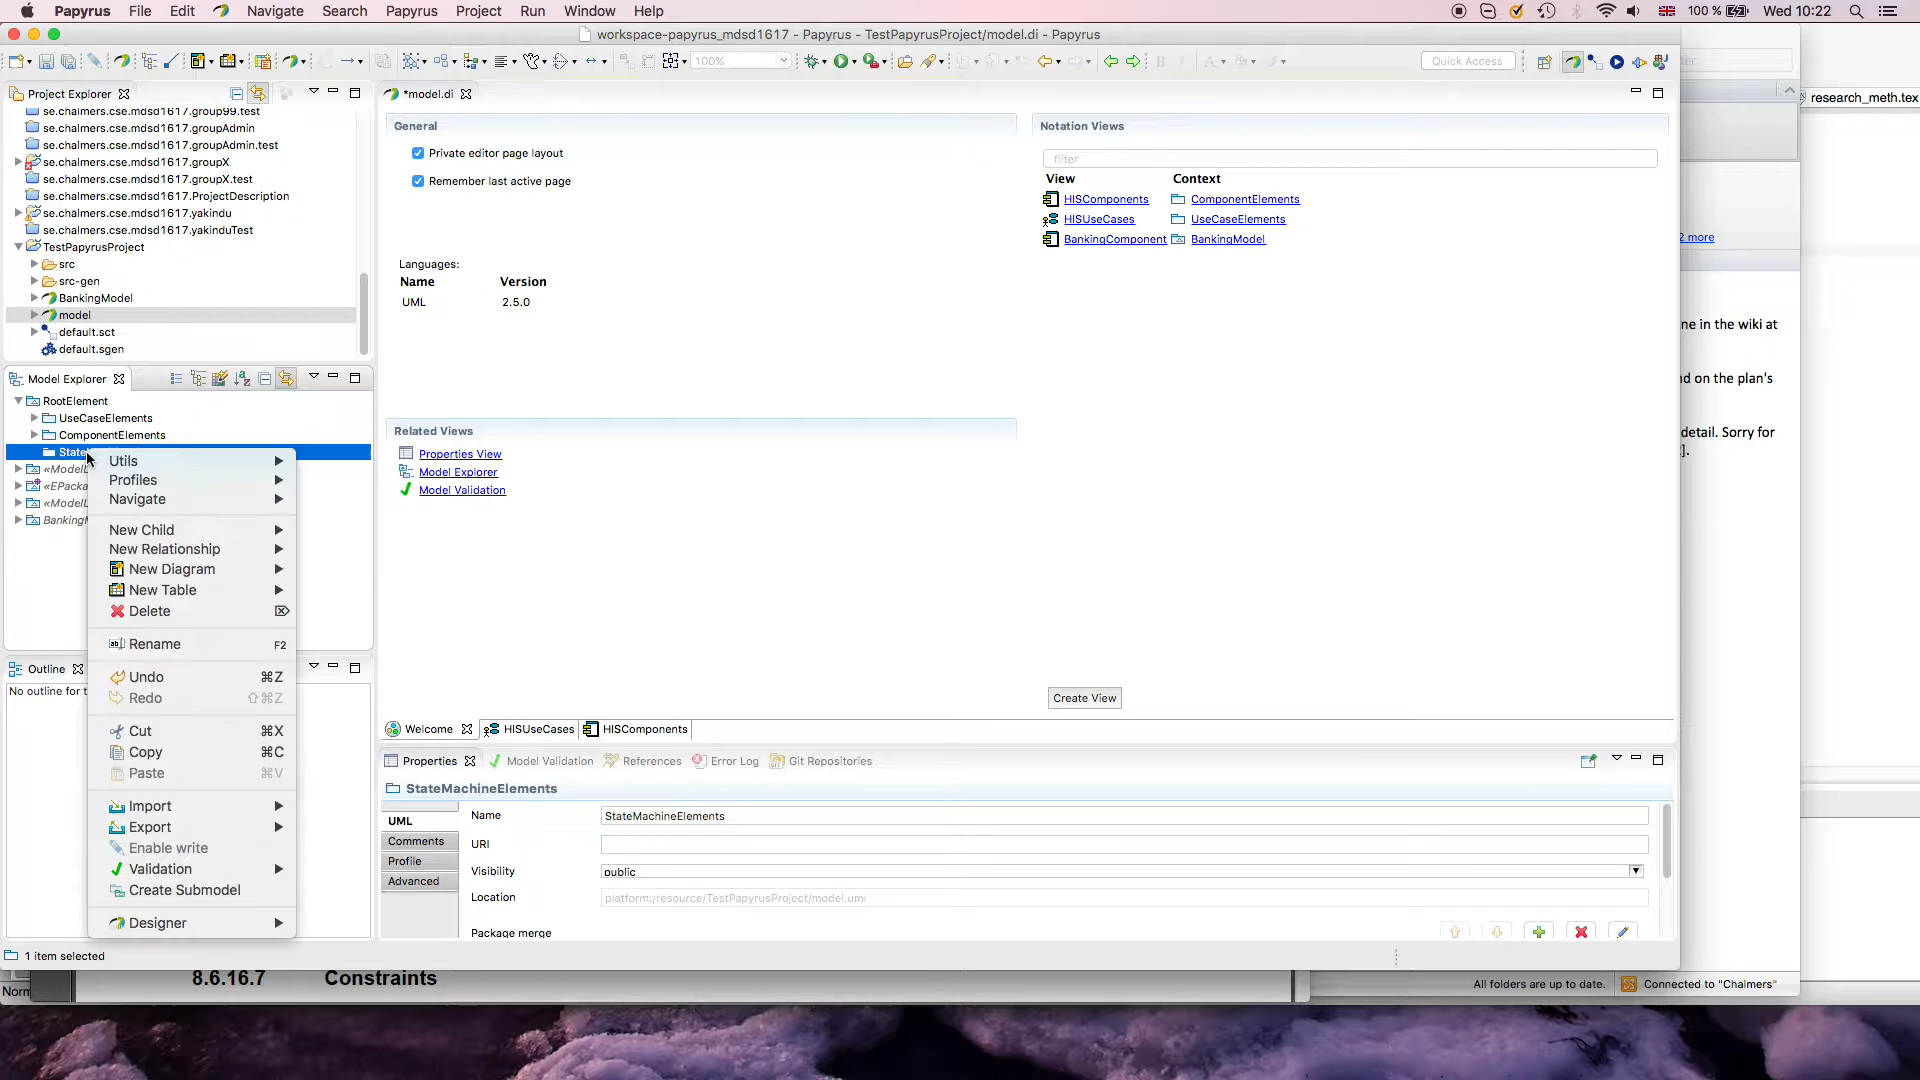 Papyrus File Edit Navigate Search Papyrus Project Run Window Help 100 % Wed 10:22
workspace-papyrus_mdsd1617 - Papyrus - TestPapyrusProject/model.di - Papyrus
100% Quick Access
Project Explorer
*model.di
research_meth.tex
se.chalmers.cse.mdsd1617.group99.test
se.chalmers.cse.mdsd1617.groupAdmin
se.chalmers.cse.mdsd1617.groupAdmin.test
se.chalmers.cse.mdsd1617.groupX
se.chalmers.cse.mdsd1617.groupX.test
se.chalmers.cse.mdsd1617.ProjectDescription
se.chalmers.cse.mdsd1617.yakindu
se.chalmers.cse.mdsd1617.yakinduTest
TestPapyrusProject
src
src-gen
BankingModel
model
default.sct
default.sgen
General
Private editor page layout
Remember last active page
Languages:
Name Version
UML 2.5.0
Notation Views
filter
View Context
HISComponents ComponentElements
HISUseCases UseCaseElements
BankingComponent BankingModel
2 more
ne in the wiki at
nd on the plan's
detail. Sorry for
].
Model Explorer
RootElement
UseCaseElements
ComponentElements
State
«ModelL
«EPacka
«ModelL
BankingM
Utils
Profiles
Navigate
New Child
New Relationship
New Diagram
New Table
Delete
Rename F2
Undo ⌘Z
Redo ⇧⌘Z
Cut ⌘X
Copy ⌘C
Paste ⌘V
Import
Export
Enable write
Validation
Create Submodel
Designer
Outline
No outline for t
Related Views
Properties View
Model Explorer
Model Validation
Create View
Welcome HISUseCases HISComponents
Properties Model Validation References Error Log Git Repositories
StateMachineElements
UML
Comments
Profile
Advanced
Name StateMachineElements
URI
Visibility public
Location platform:/resource/TestPapyrusProject/model.uml
Package merge
1 item selected
Norm
8.6.16.7 Constraints
All folders are up to date. Connected to "Chalmers"